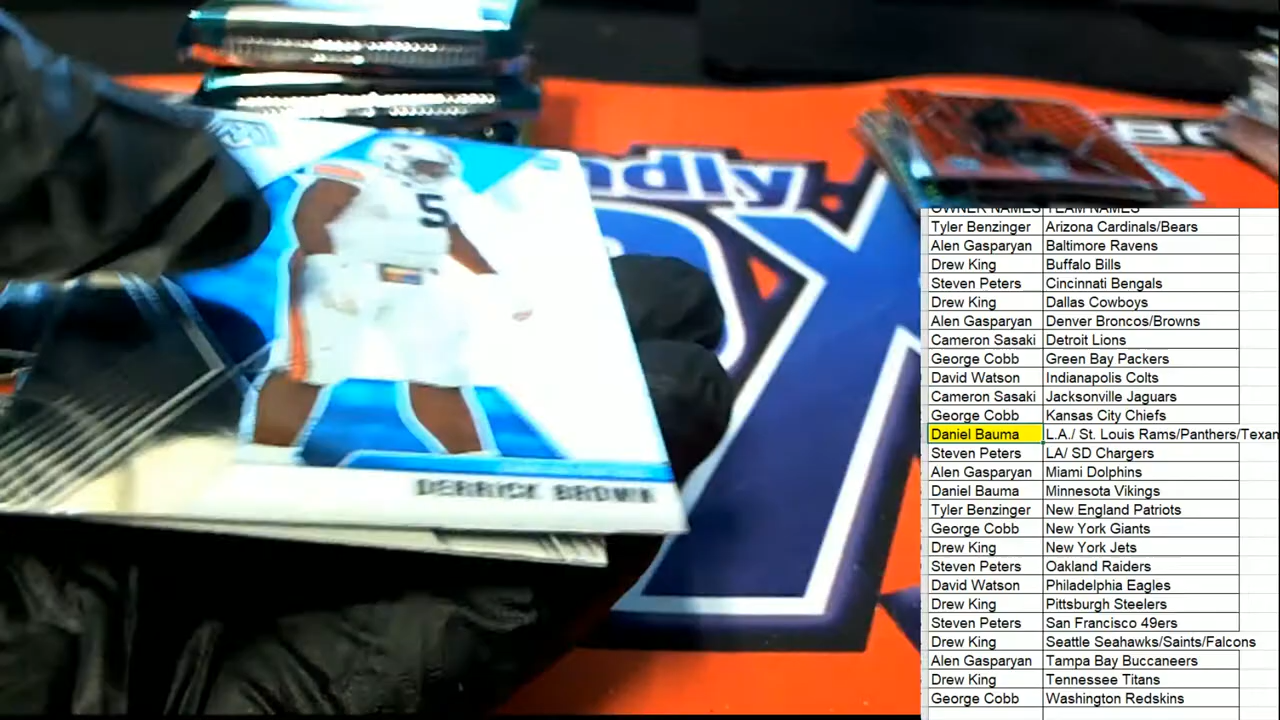 5
DERRICK BROWN
OWNER NAMES TEAM NAMES
Tyler Benzinger Arizona Cardinals/Bears
Alen Gasparyan Baltimore Ravens
Drew King Buffalo Bills
Steven Peters Cincinnati Bengals
Drew King Dallas Cowboys
Alen Gasparyan Denver Broncos/Browns
Cameron Sasaki Detroit Lions
George Cobb Green Bay Packers
David Watson Indianapolis Colts
Cameron Sasaki Jacksonville Jaguars
George Cobb Kansas City Chiefs
Daniel Bauma L.A./ St. Louis Rams/Panthers/Texan
Steven Peters LA/ SD Chargers
Alen Gasparyan Miami Dolphins
Daniel Bauma Minnesota Vikings
Tyler Benzinger New England Patriots
George Cobb New York Giants
Drew King New York Jets
Steven Peters Oakland Raiders
David Watson Philadelphia Eagles
Drew King Pittsburgh Steelers
Steven Peters San Francisco 49ers
Drew King Seattle Seahawks/Saints/Falcons
Alen Gasparyan Tampa Bay Buccaneers
Drew King Tennessee Titans
George Cobb Washington Redskins